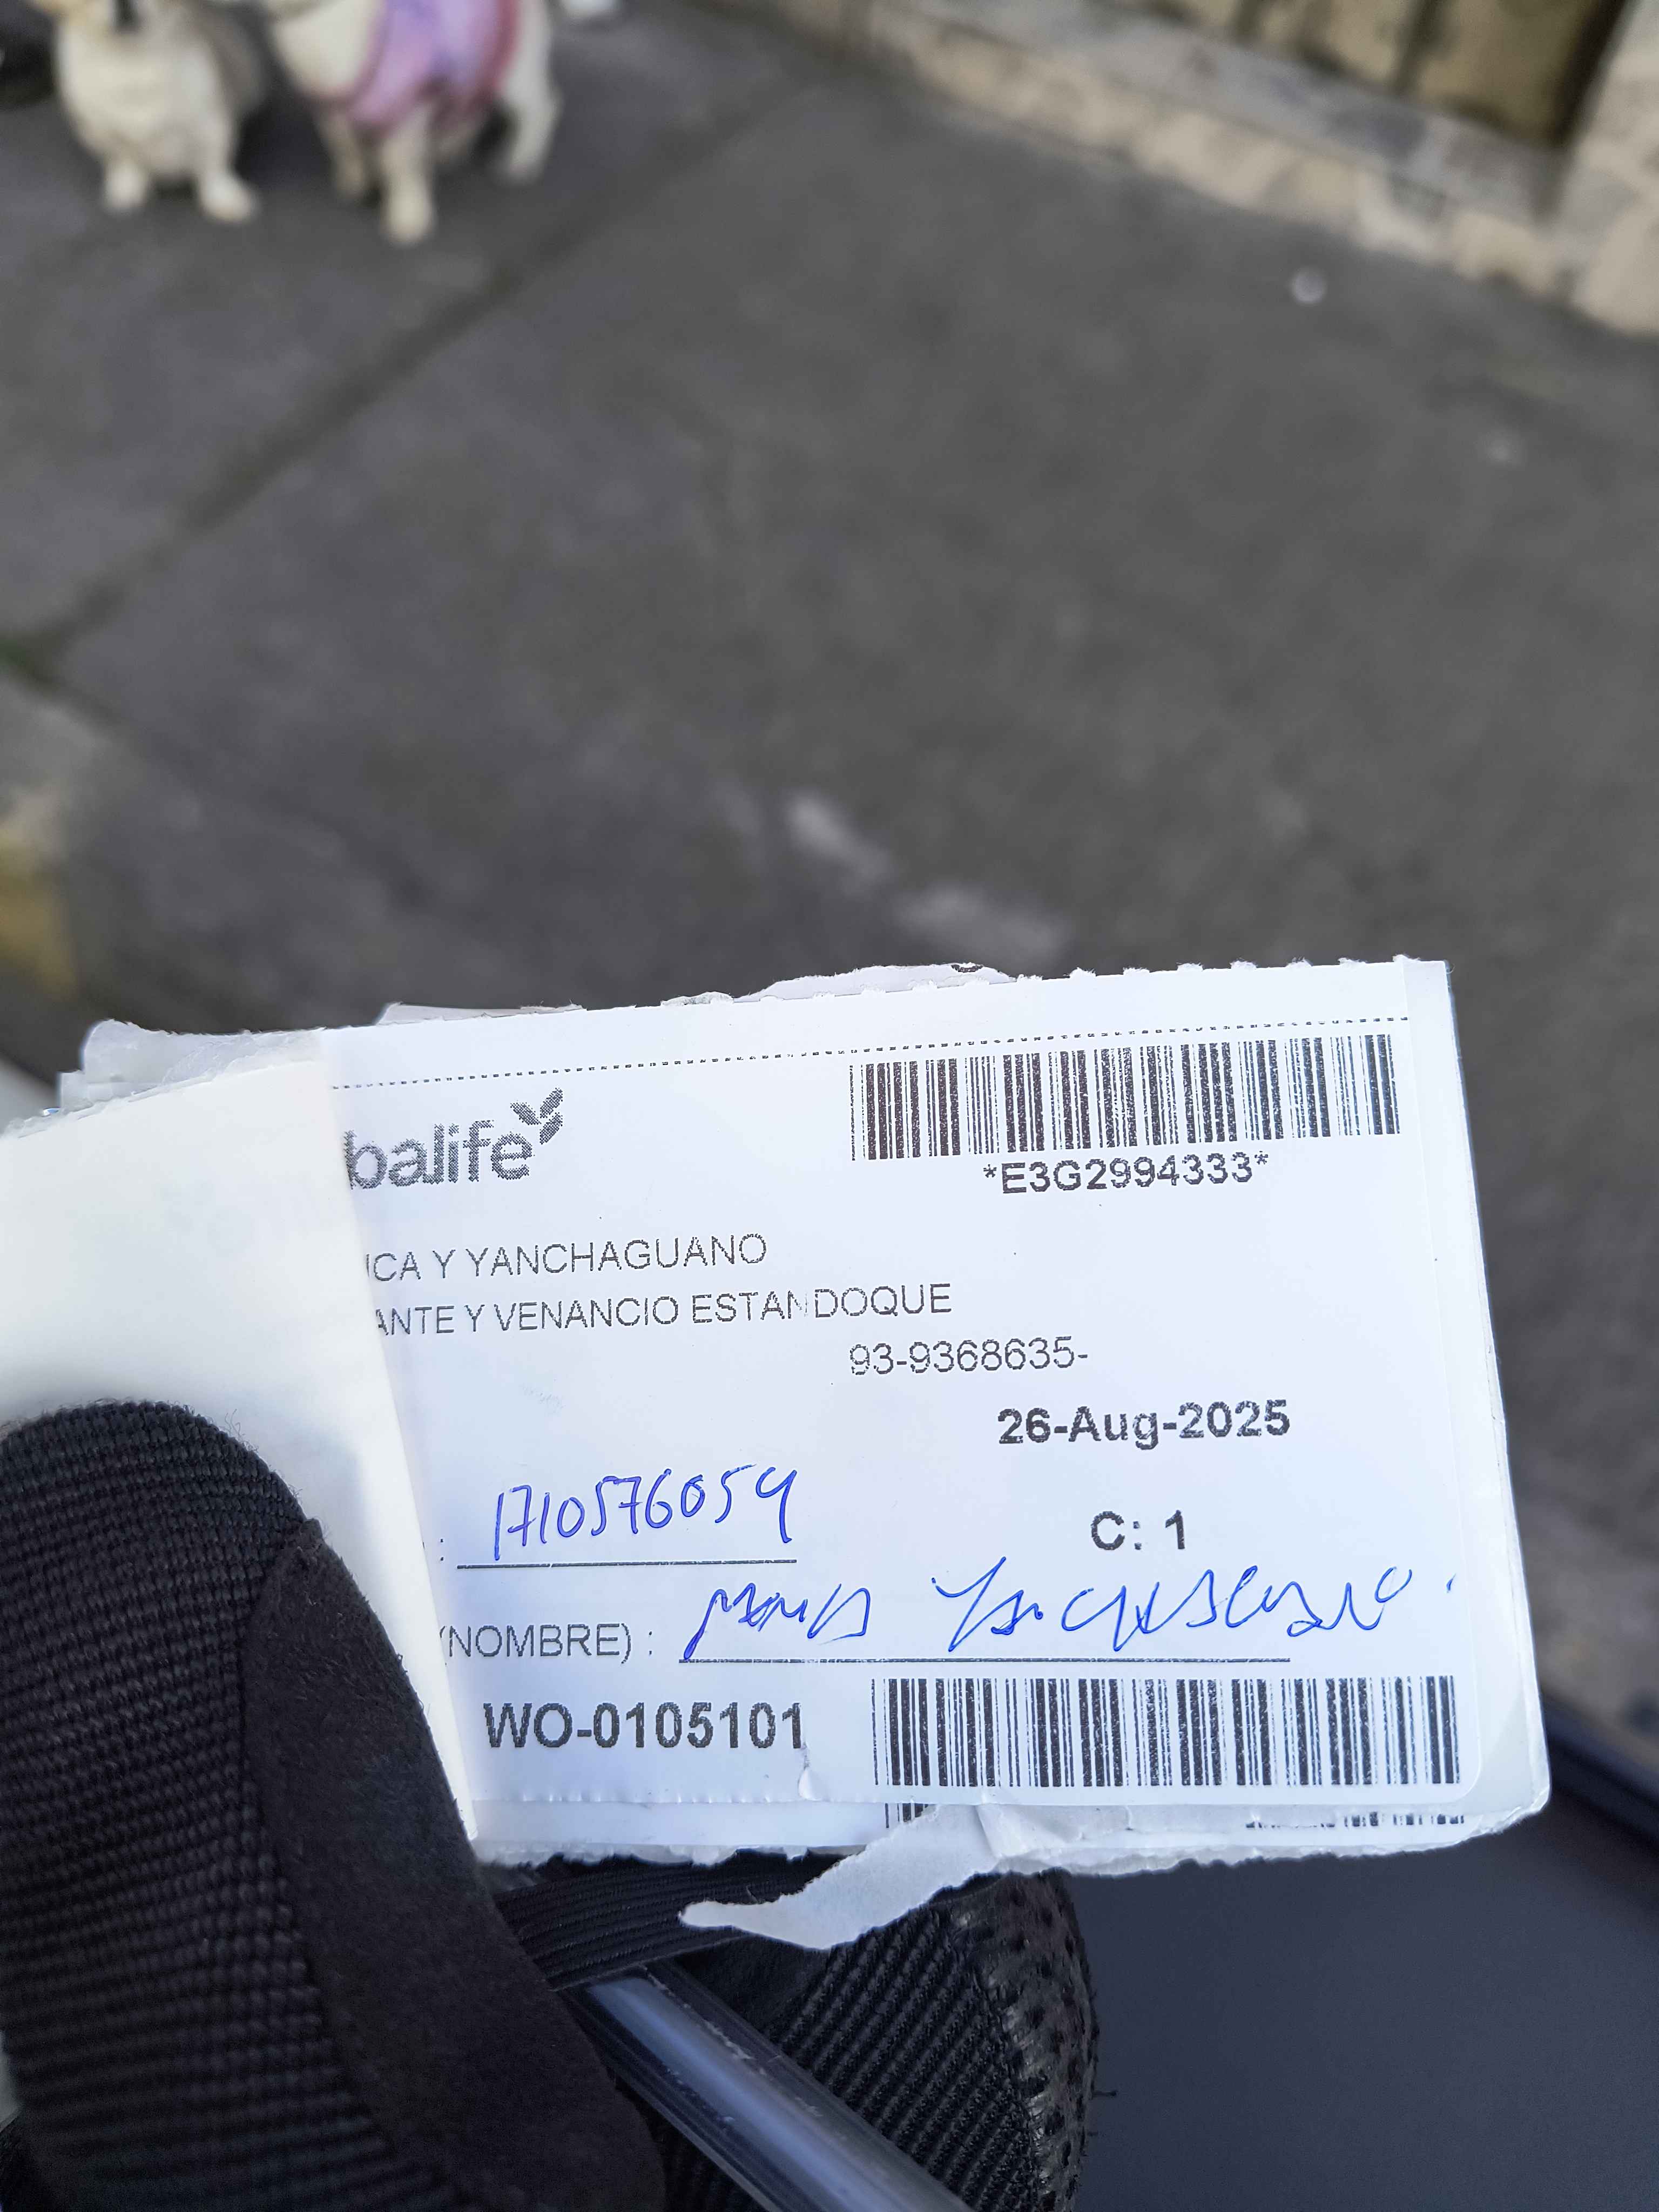 balife
*E3G2994333*
ICA Y YANCHAGUANO
ANTE Y VENANCIO ESTANDOQUE
93-9368635-
26-Aug-2025
: 1710576059
C: 1
(NOMBRE) :
WO-0105101